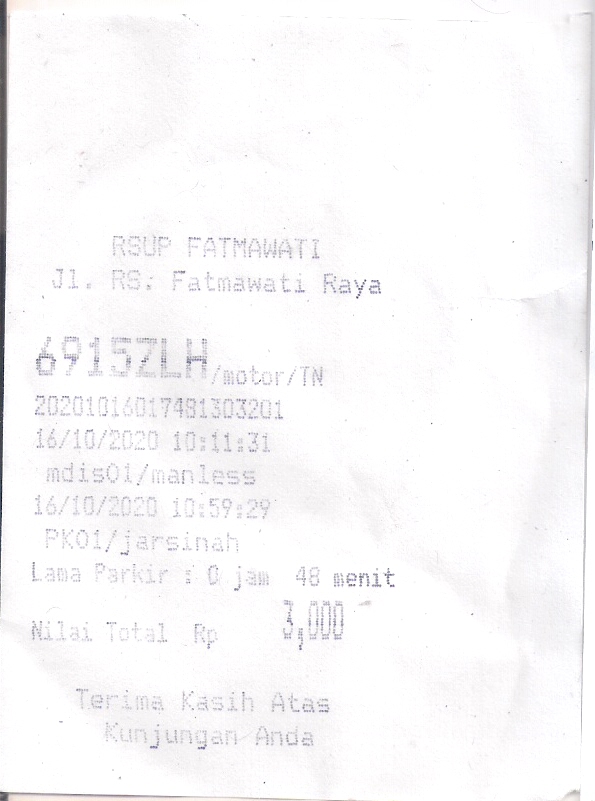 RSUP FATMAWATI
Jl. RS. Fatmawati Raya
6915ZLH/motor/TN
20201016017481303201
16/10/2020 10:11:31
mdis01/manless
16/10/2020 10:59:29
PK01/jarsinah
Lama Parkir : 0 jam 48 menit
Nilai Total Rp 3,000
Terima Kasih Atas
Kunjungan Anda